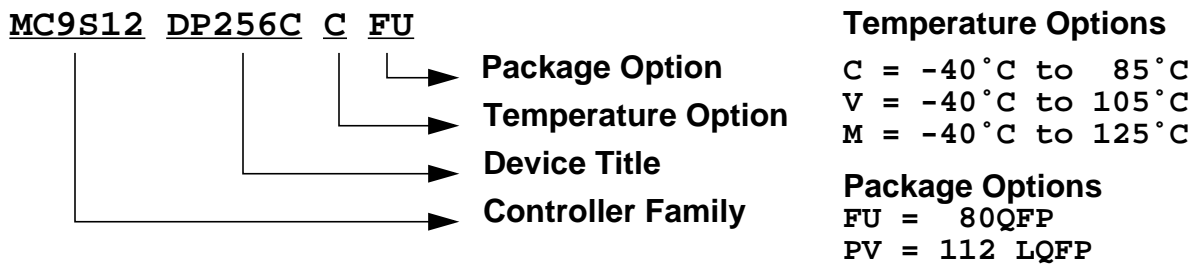 MC9S12 DP256C C FU
Package Option
Temperature Option
Device Title
Controller Family
Temperature Options
C = -40˚C to 85˚C
V = -40˚C to 105˚C
M = -40˚C to 125˚C
Package Options
FU = 80QFP
PV = 112 LQFP